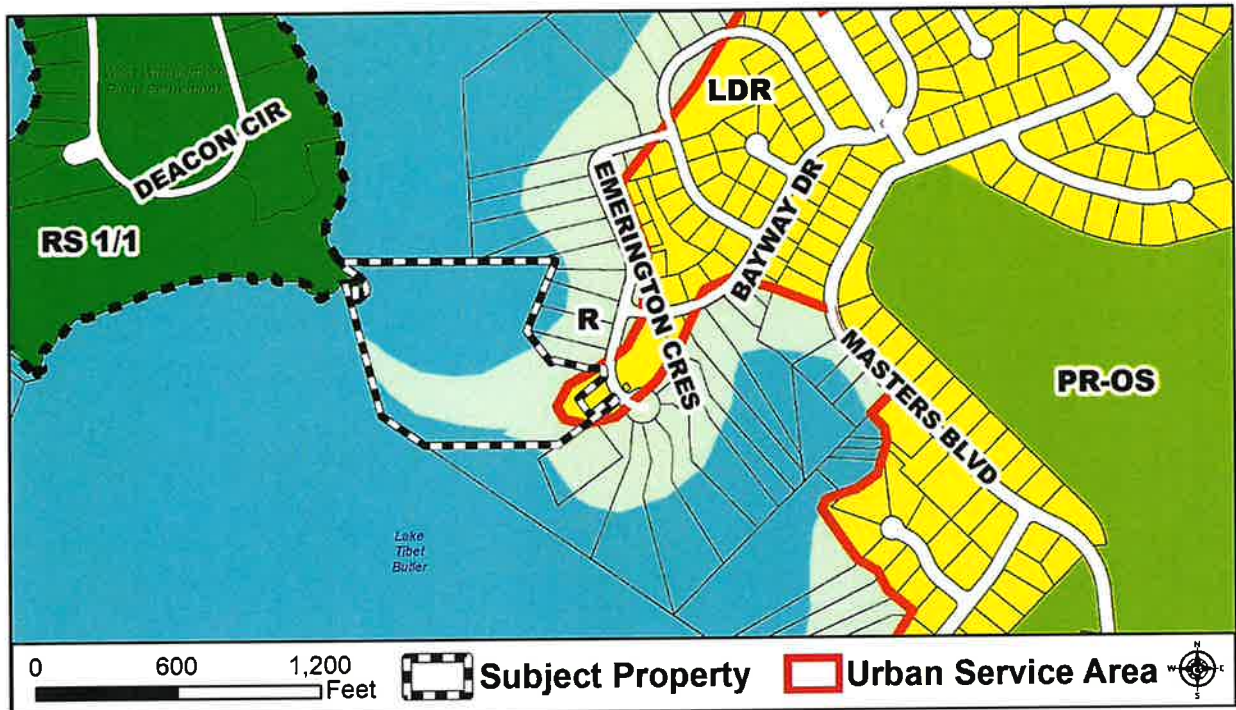 LDR
DEACON CIR
EMERINGTON CRES
BAYWAY DR
RS 1/1
R
MASTERS BLVD
PR-OS
Lake
Tibet
Butler
0 600 1,200
Feet
Subject Property
Urban Service Area
N
W E
S